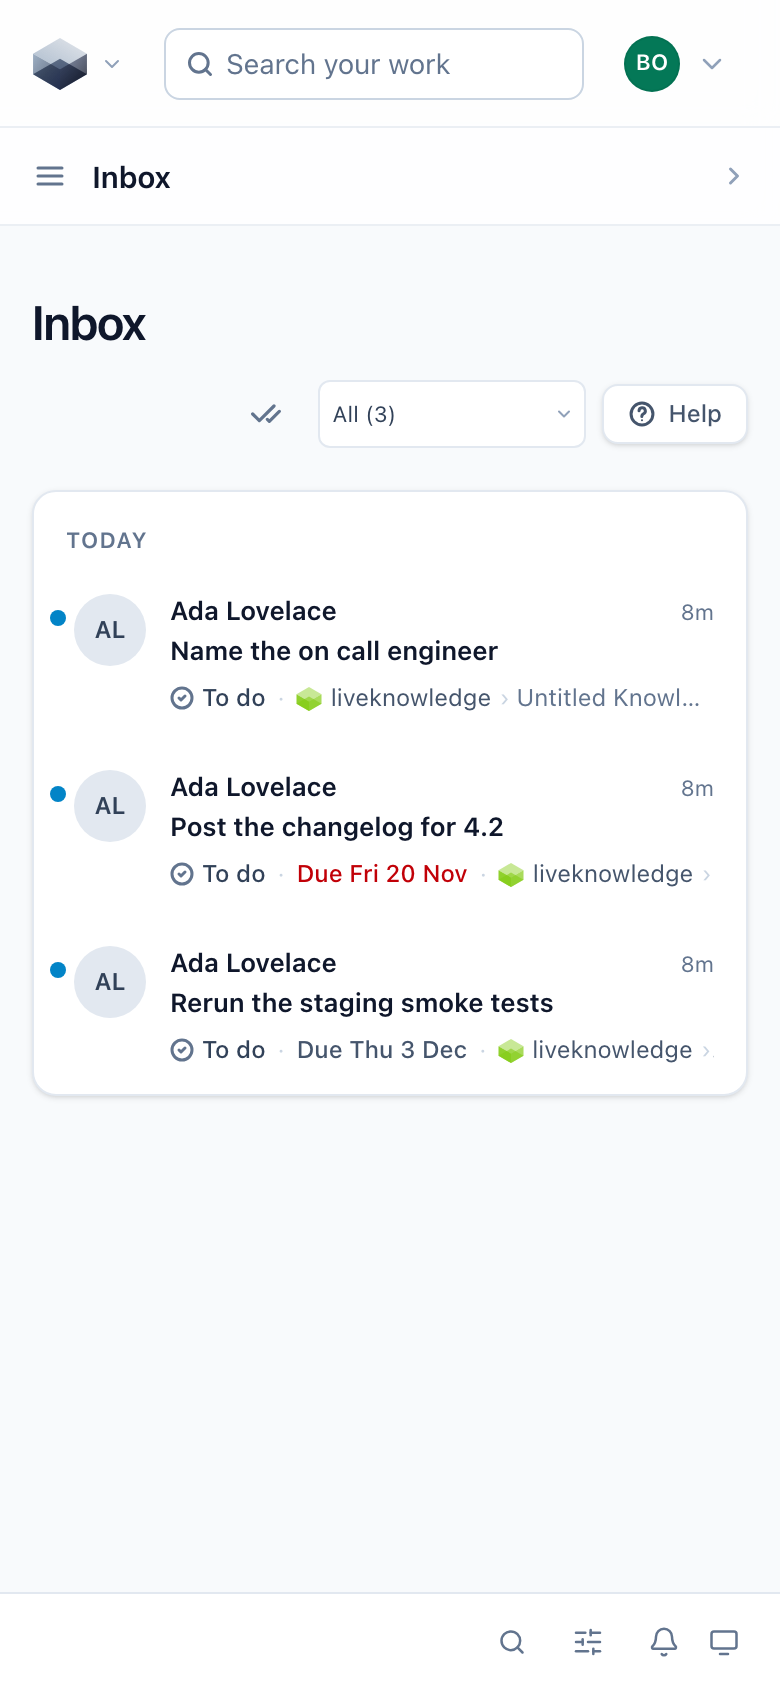 Search your work
BO
Inbox
Inbox
All (3)
Help
TODAY
AL
Ada Lovelace
8m
Name the on call engineer
To do · liveknowledge › Untitled Knowl...
AL
Ada Lovelace
8m
Post the changelog for 4.2
To do · Due Fri 20 Nov · liveknowledge ›
AL
Ada Lovelace
8m
Rerun the staging smoke tests
To do · Due Thu 3 Dec · liveknowledge ›